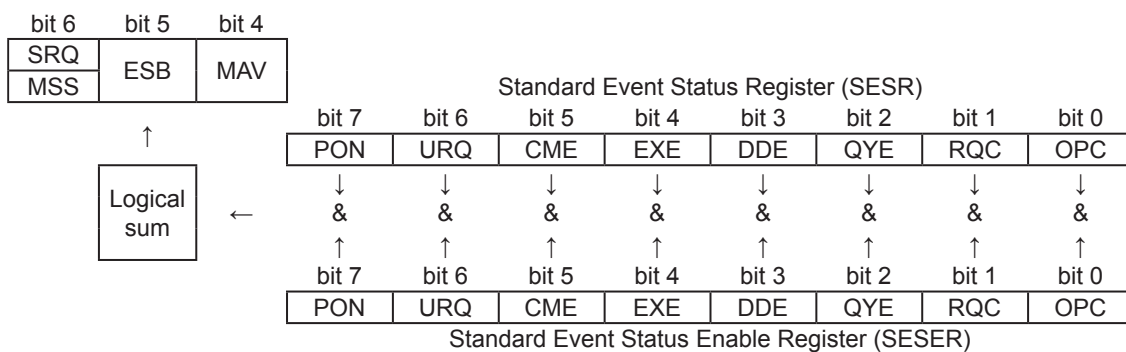 bit 6 bit 5 bit 4
SRQ
MSS
ESB MAV
Standard Event Status Register (SESR)
bit 7 bit 6 bit 5 bit 4 bit 3 bit 2 bit 1 bit 0
PON URQ CME EXE DDE QYE RQC OPC
Logical
sum
& & & & & & & &
bit 7 bit 6 bit 5 bit 4 bit 3 bit 2 bit 1 bit 0
PON URQ CME EXE DDE QYE RQC OPC
Standard Event Status Enable Register (SESER)